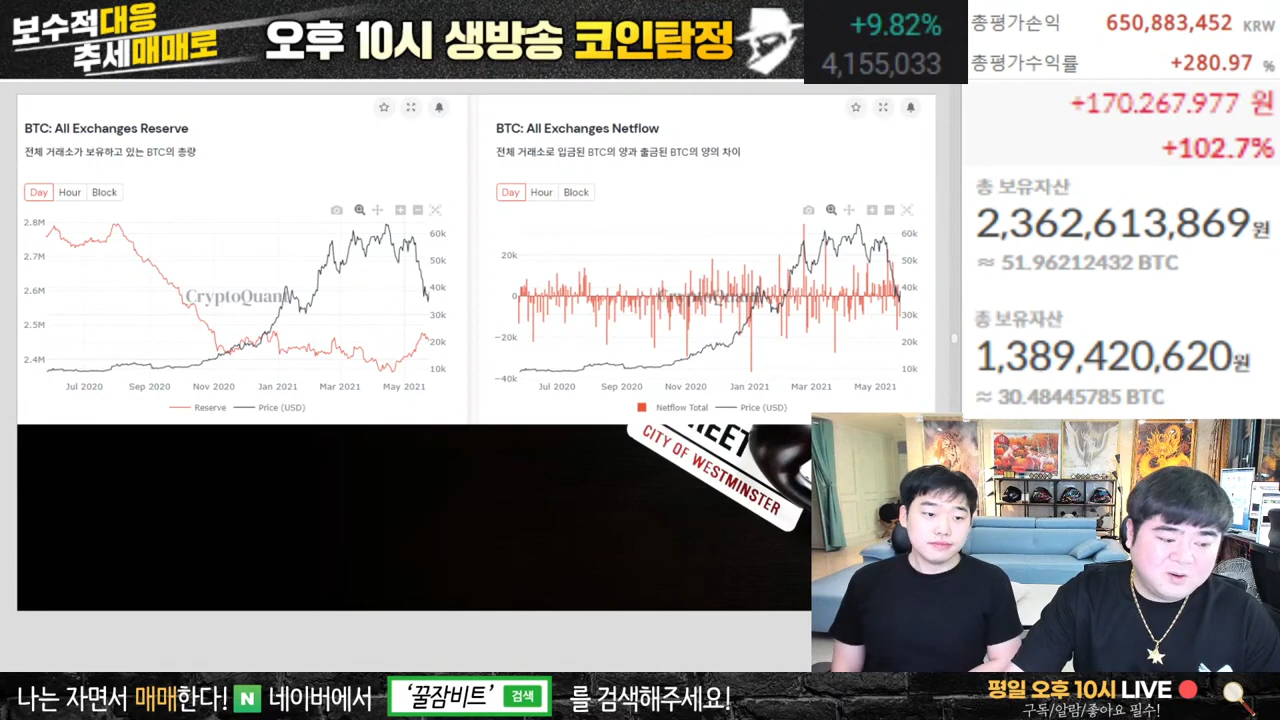 보수적대응
추세매매로
오후 10시 생방송 코인탐정
+9.82%
4,155,033
총평가손익 650,883,452 KRW
총평가수익률 +280.97 %
+170.267.977 원
+102.7%
총 보유자산
2,362,613,869원
≈ 51.96212432 BTC
총 보유자산
1,389,420,620원
≈ 30.48445785 BTC
BTC: All Exchanges Reserve
전체 거래소가 보유하고 있는 BTC의 총량
Day Hour Block
2.8M
2.7M
2.6M
2.5M
2.4M
60k
50k
40k
30k
20k
10k
CryptoQuant
Jul 2020 Sep 2020 Nov 2020 Jan 2021 Mar 2021 May 2021
Reserve Price (USD)
BTC: All Exchanges Netflow
전체 거래소로 입금된 BTC의 양과 출금된 BTC의 양의 차이
Day Hour Block
20k
0
−20k
−40k
60k
50k
40k
30k
20k
10k
CryptoQuant
Jul 2020 Sep 2020 Nov 2020 Jan 2021 Mar 2021 May 2021
Netflow Total Price (USD)
CITY OF WESTMINSTER
나는 자면서 매매한다! N 네이버에서 '꿀잠비트' 검색 를 검색해주세요!
평일 오후 10시 LIVE
구독/알람/좋아요 필수!